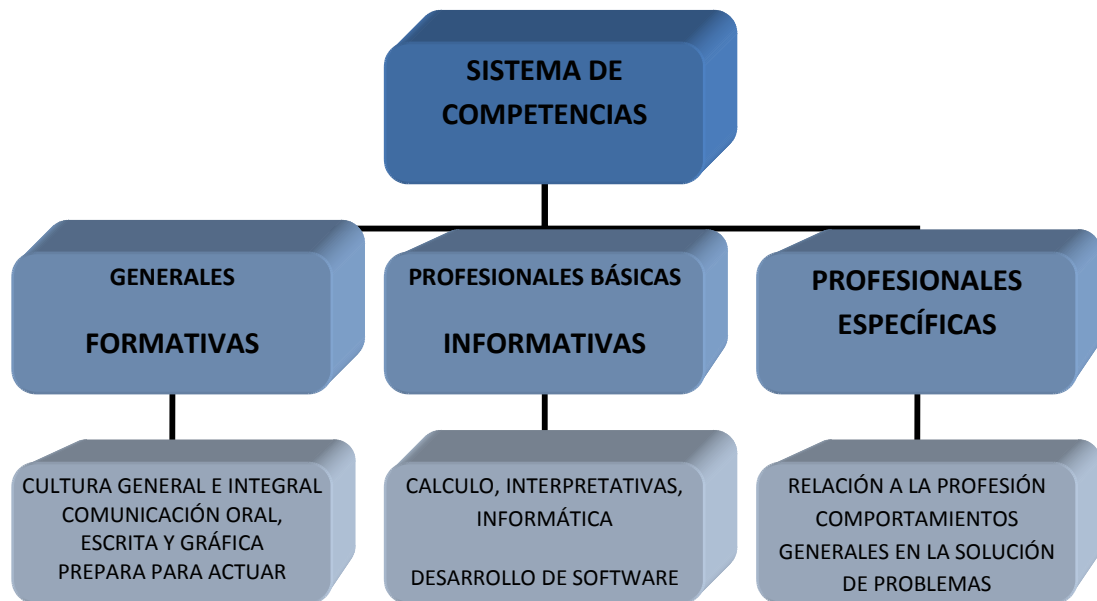 SISTEMA DE
COMPETENCIAS
GENERALES
FORMATIVAS
PROFESIONALES BÁSICAS
INFORMATIVAS
PROFESIONALES
ESPECÍFICAS
CULTURA GENERAL E INTEGRAL
COMUNICACIÓN ORAL,
ESCRITA Y GRÁFICA
PREPARA PARA ACTUAR
CALCULO, INTERPRETATIVAS,
INFORMÁTICA
DESARROLLO DE SOFTWARE
RELACIÓN A LA PROFESIÓN
COMPORTAMIENTOS
GENERALES EN LA SOLUCIÓN
DE PROBLEMAS